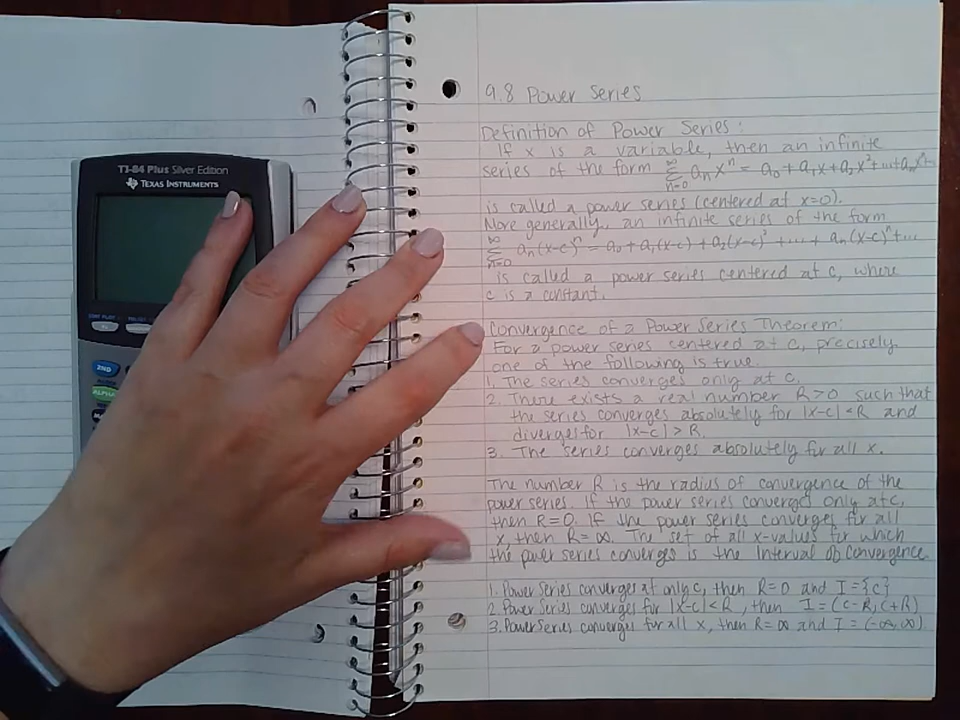 TI-84 Plus Silver Edition
TEXAS INSTRUMENTS
2ND
ALPHA
9.8 Power Series
Definition of Power Series:
If x is a variable, then an infinite
series of the form ∞ Σ n=0 aₙxⁿ = a₀+a₁x+a₂x²+...+aₙxⁿ+...
is called a power series (centered at x=0).
More generally, an infinite series of the form
∞ Σ n=0 aₙ(x-c)ⁿ = a₀+a₁(x-c)+a₂(x-c)²+....+ aₙ(x-c)ⁿ+...
is called a power series centered at c, where
c is a constant.
Convergence of a Power Series Theorem:
For a power series centered at c, precisely
one of the following is true.
1. The series converges only at c.
2. There exists a real number R>0 such that
the series converges absolutely for |x-c|<R and
diverges for |x-c|>R.
3. The series converges absolutely for all x.
The number R is the radius of convergence of the
power series. If the power series converges only at c,
then R=0. If the power series converges for all
x, then R=∞. The set of all x-values for which
the power series converges is the Interval of Convergence
1. Power Series converges at only c, then R=0 and I={c}
2. Power Series converges for |x-c|<R, then I=(c-R, c+R)
3. Power Series converges for all x, then R=∞ and I=(-∞,∞).